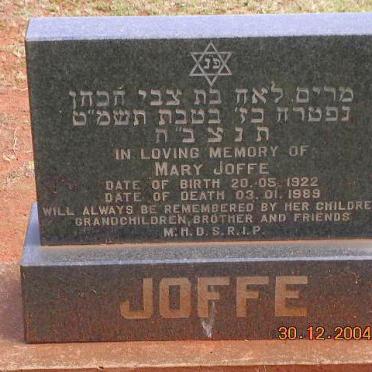 פנ
מרים לאה בת צבי הכהן
נפטרה כז בטבת תשמ"ט
ת נ צ ב "ה
IN LOVING MEMORY OF
MARY JOFFE
DATE OF BIRTH 20.05.1922
DATE OF DEATH 03.01.1989
WILL ALWAYS BE REMEMBERED BY HER CHILDRE
GRANDCHILDREN, BROTHER AND FRIENDS
M.H.D.S.R.I.P.
JOFFE
30.12.2004